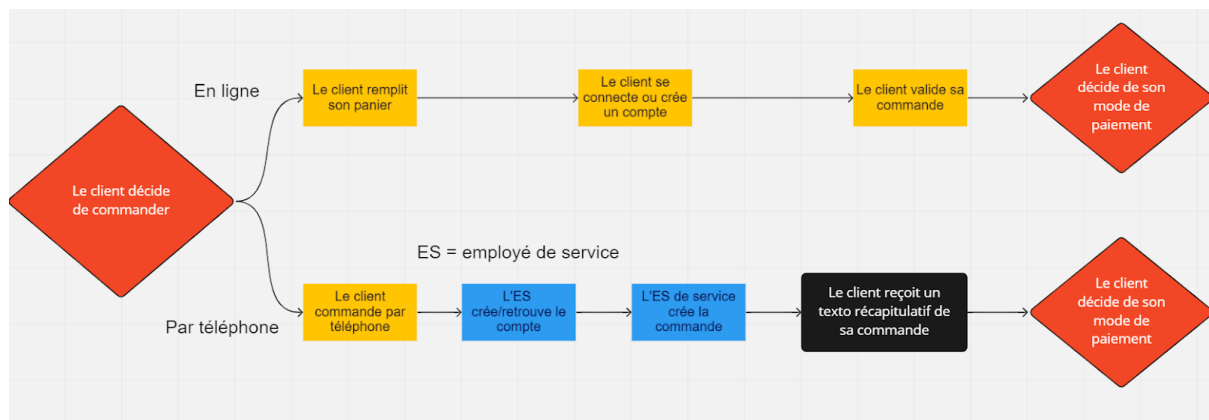 Le client décide
de commander
En ligne
Le client remplit
son panier
Le client se
connecte ou crée
un compte
Le client valide sa
commande
Le client
décide de son
mode de
paiement
ES = employé de service
Par téléphone
Le client
commande par
téléphone
L'ES
crée/retrouve le
compte
L'ES de service
crée la
commande
Le client reçoit un
texto récapitulatif de
sa commande
Le client
décide de son
mode de
paiement